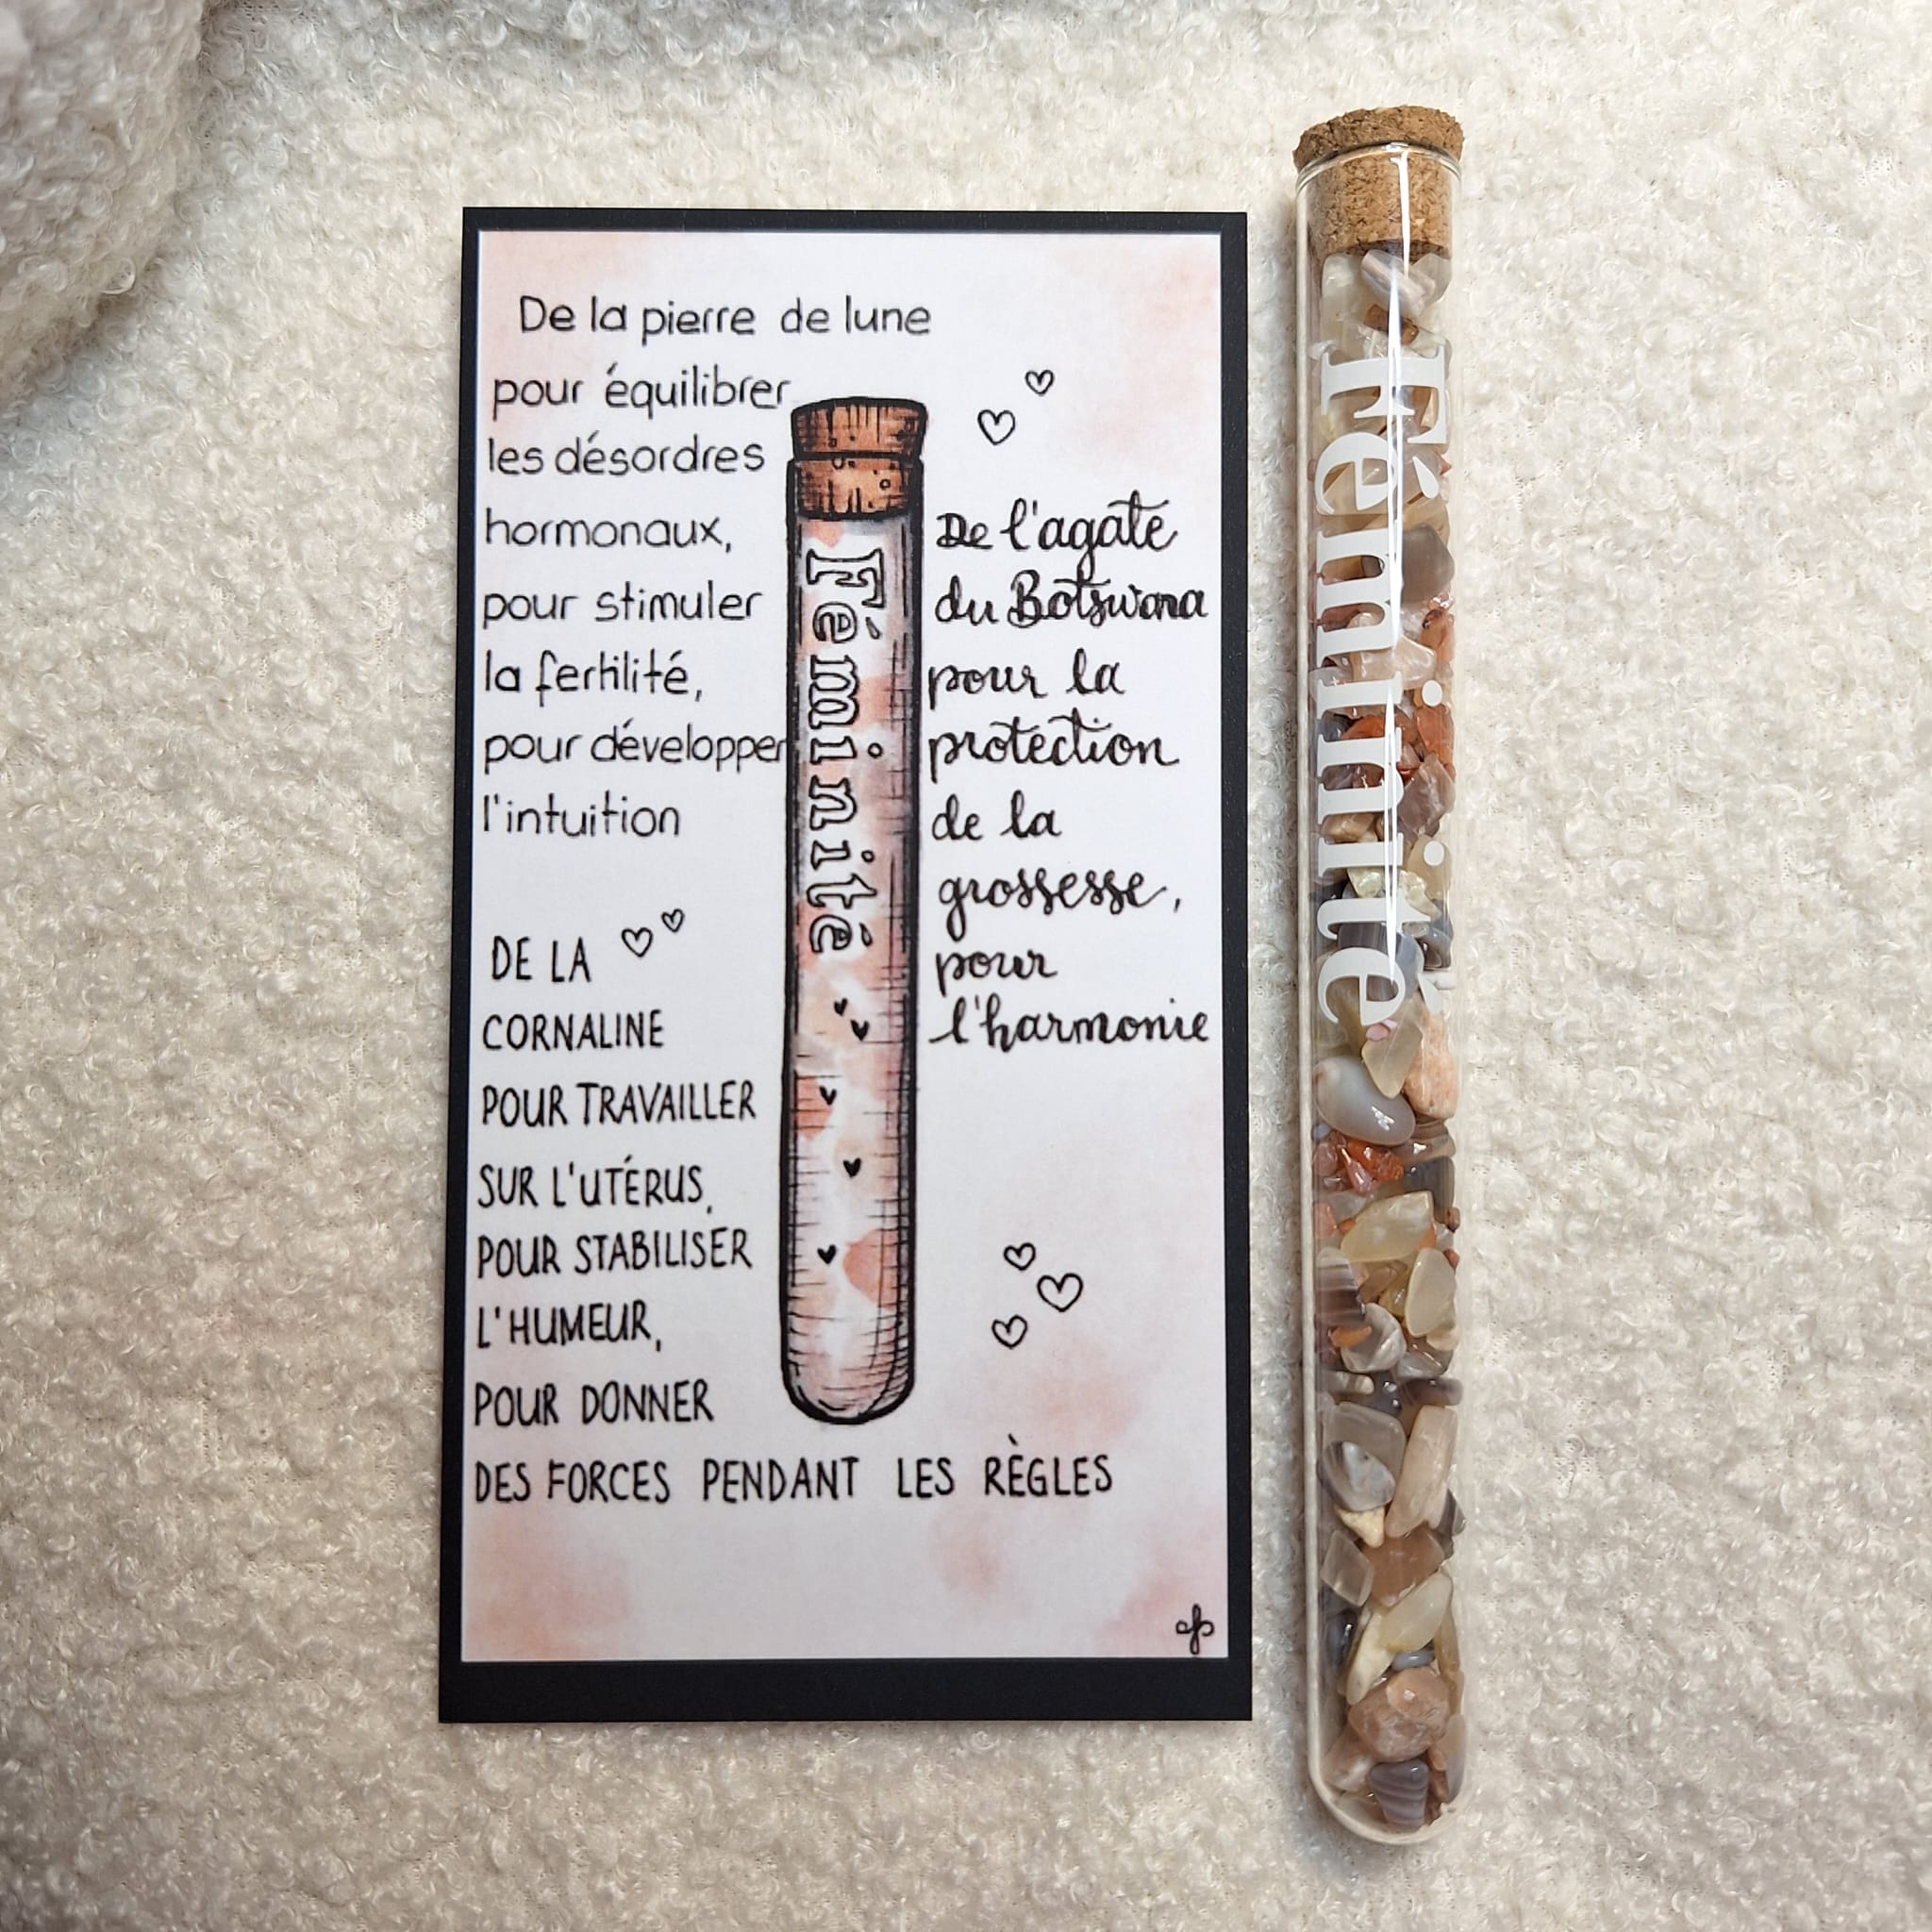 De la pierre de lune
pour équilibrer
les désordres
hormonaux,
pour stimuler
la fertilité,
pour développer
l'intuition
DE LA
CORNALINE
POUR TRAVAILLER
SUR L'UTÉRUS,
POUR STABILISER
L'HUMEUR,
POUR DONNER
DES FORCES PENDANT LES RÈGLES
Féminité
De l'agate
du Botswana
pour la
protection
de la
grossesse,
pour
l'harmonie
Féminité